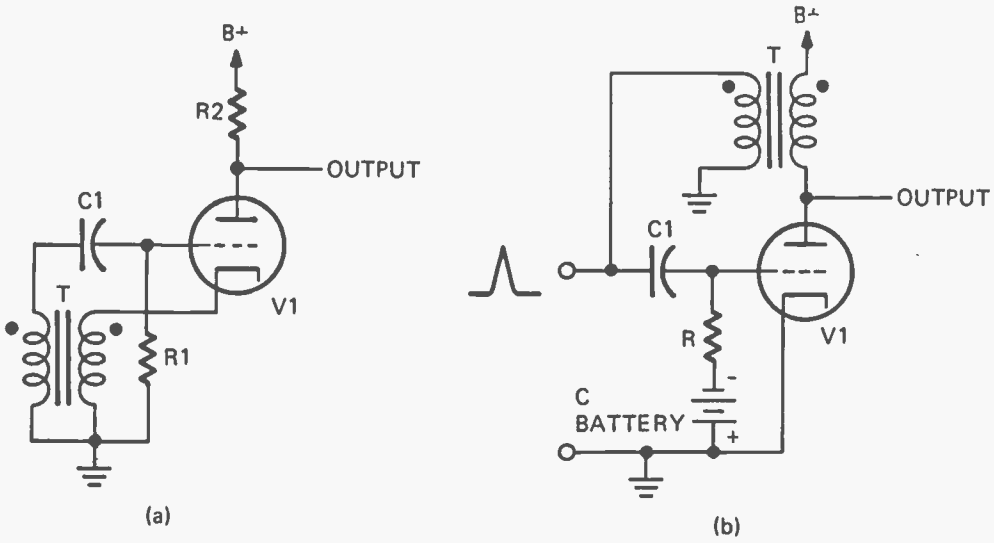 B+
R2
OUTPUT
C1
T
V1
R1
(a)
B+
T
OUTPUT
C1
V1
R
-
C
BATTERY
+
(b)